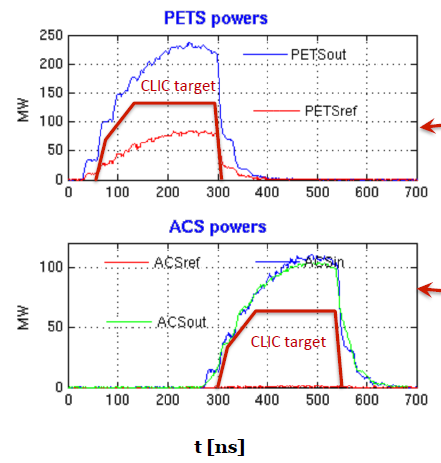 PETS powers
250
PETSout
200
CLIC target
150
PETSref
MW
100
50
0
0 100 200 300 400 500 600 700
ACS powers
ACSref ACSin
100
ACSout
MW
50
CLIC target
0
0 100 200 300 400 500 600 700
t [ns]